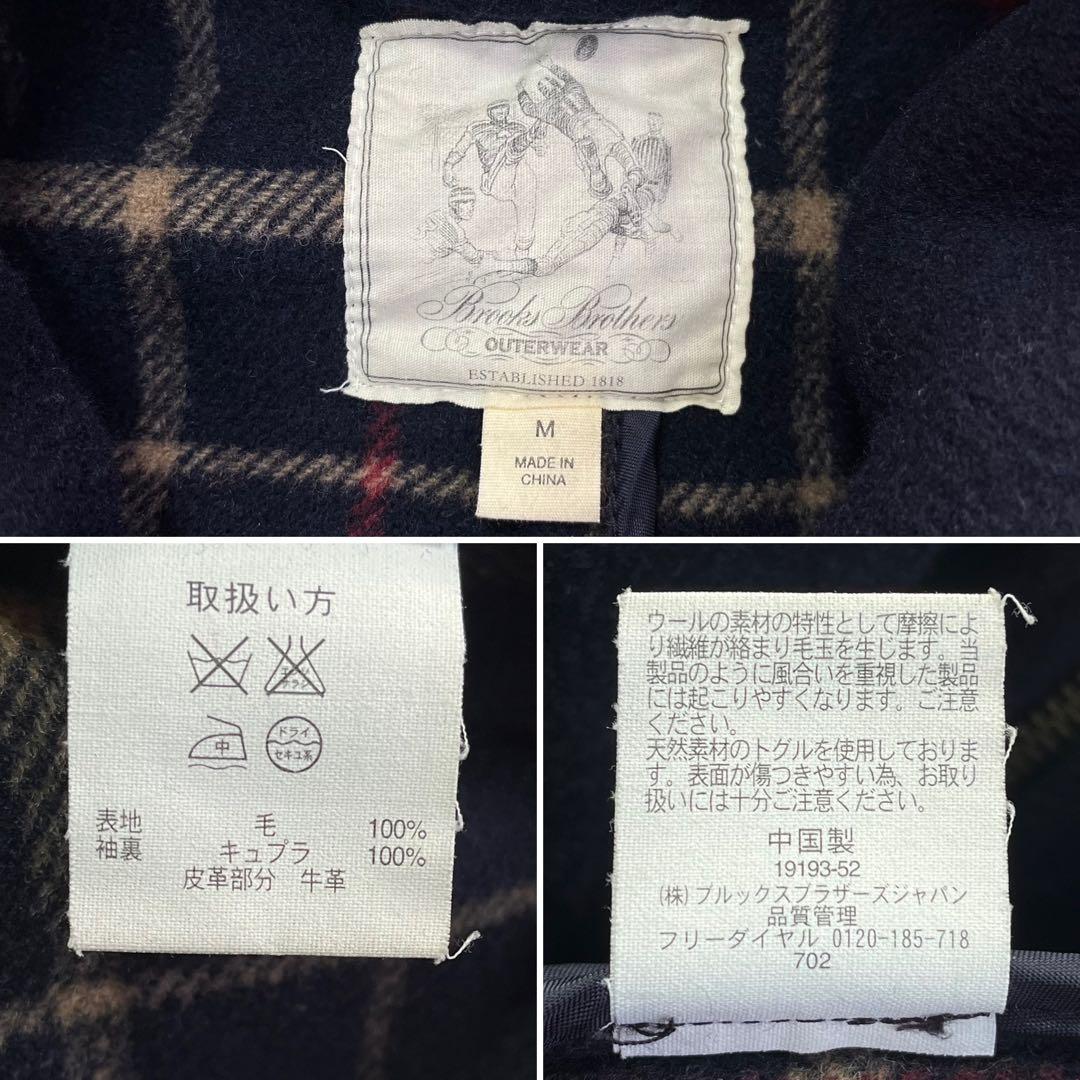 Brooks Brothers
OUTERWEAR
ESTABLISHED 1818
M
MADE IN
CHINA
取扱い方
エンソ
サラシ
中
ドライ
セキユ系
表地 毛 100%
袖裏 キュプラ 100%
皮革部分 牛革
ウールの素材の特性として摩擦によ
り繊維が絡まり毛玉を生じます。当
製品のように風合いを重視した製品
には起こりやすくなります。ご注意
ください。
天然素材のトグルを使用しておりま
す。表面が傷つきやすい為、お取り
扱いには十分ご注意ください。
中国製
19193-52
(株)ブルックスブラザーズジャパン
品質管理
フリーダイヤル 0120-185-718
702